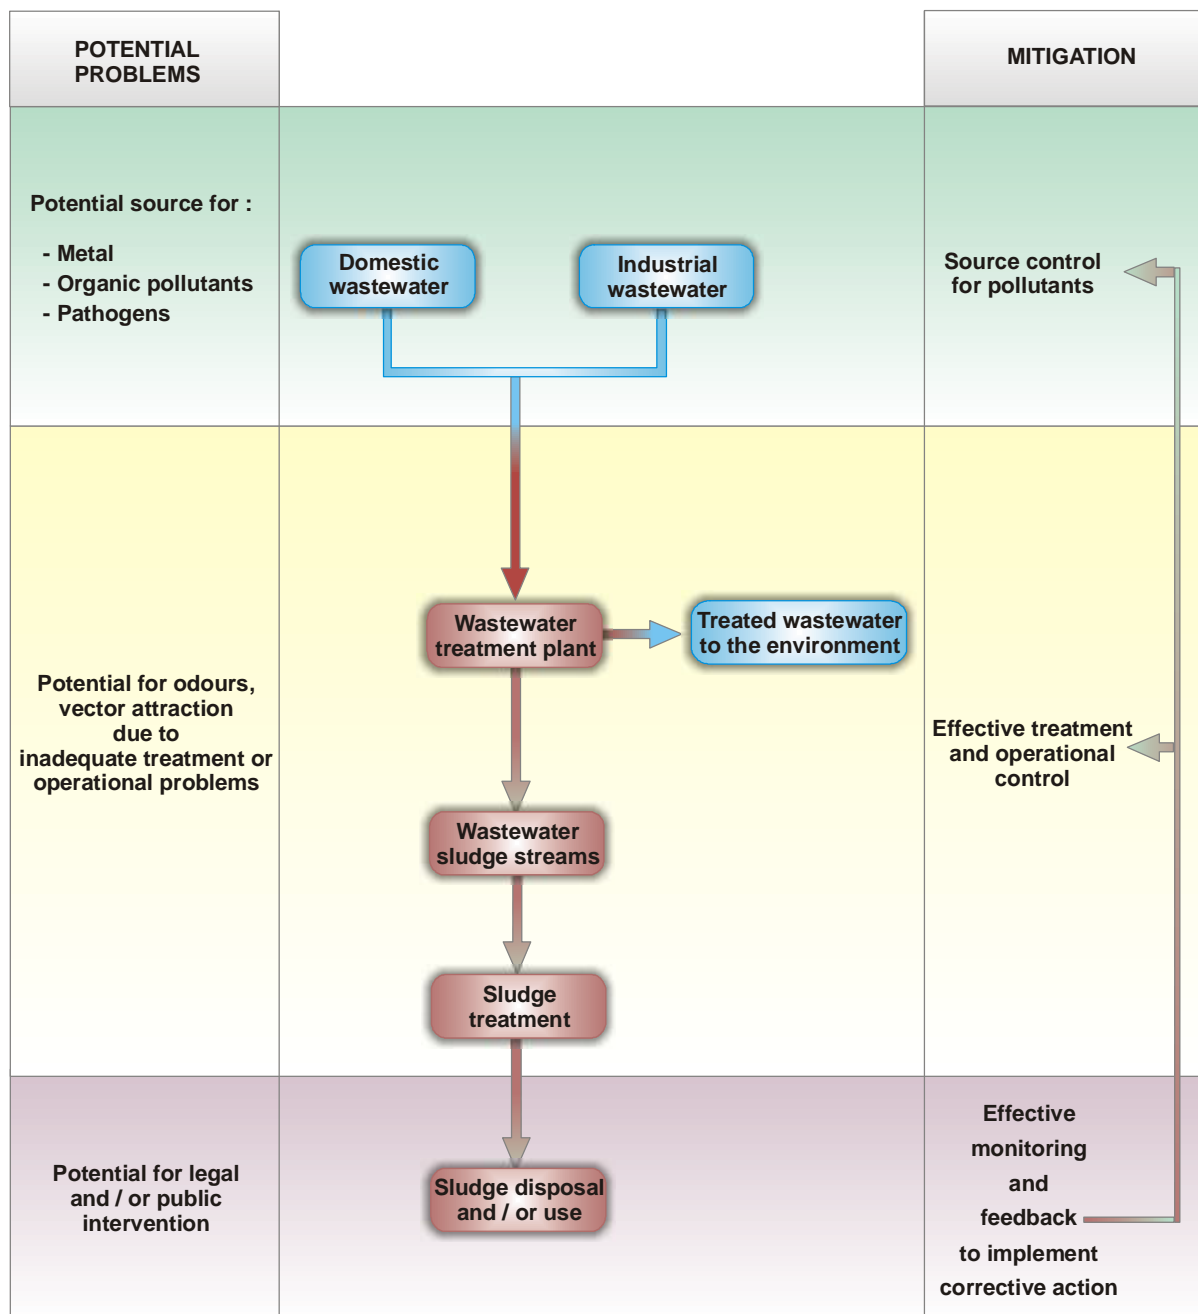 POTENTIAL
PROBLEMS
MITIGATION
Potential source for :
- Metal
- Organic pollutants
- Pathogens
Domestic
wastewater
Industrial
wastewater
Source control
for pollutants
Potential for odours,
vector attraction
due to
inadequate treatment or
operational problems
Wastewater
treatment plant
Treated wastewater
to the environment
Effective treatment
and operational
control
Wastewater
sludge streams
Sludge
treatment
Potential for legal
and / or public
intervention
Sludge disposal
and / or use
Effective
monitoring
and
feedback
to implement
corrective action